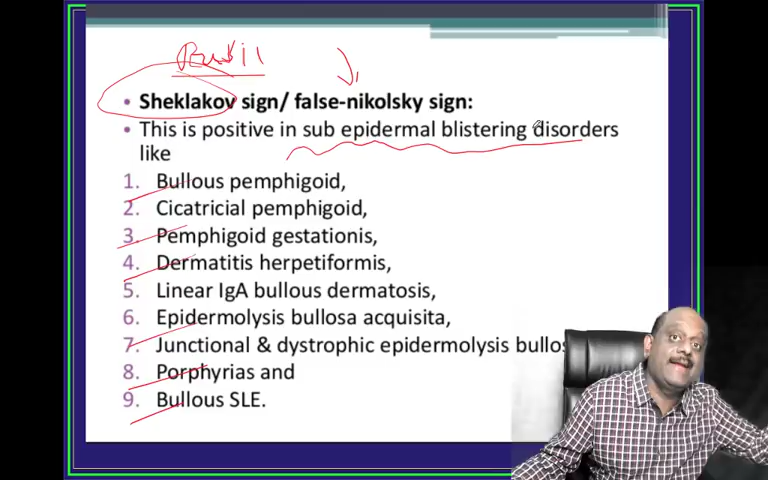 Sheklakov sign/ false-nikolsky sign:
This is positive in sub epidermal blistering disorders
like
1. Bullous pemphigoid,
2. Cicatricial pemphigoid,
3. Pemphigoid gestationis,
4. Dermatitis herpetiformis,
5. Linear IgA bullous dermatosis,
6. Epidermolysis bullosa acquisita,
7. Junctional & dystrophic epidermolysis bullos
8. Porphyrias and
9. Bullous SLE.